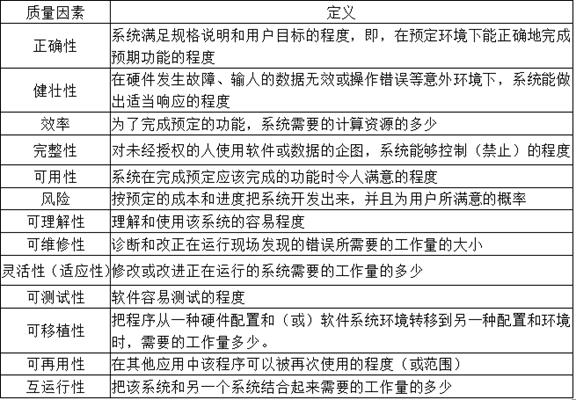 质量因素 定义
正确性 系统满足规格说明和用户目标的程度，即，在预定环境下能正确地完成
预期功能的程度
健壮性 在硬件发生故障、输人的数据无效或操作错误等意外环境下，系统能做
出适当响应的程度
效率 为了完成预定的功能，系统需要的计算资源的多少
完整性 对未经授权的人使用软件或数据的企图，系统能够控制（禁止）的程度
可用性 系统在完成预定应该完成的功能时令人满意的程度
风险 按预定的成本和进度把系统开发出来，并且为用户所满意的概率
可理解性 理解和使用该系统的容易程度
可维修性 诊断和改正在运行现场发现的错误所需要的工作量的大小
灵活性（适应性） 修改或改进正在运行的系统需要的工作量的多少
可测试性 软件容易测试的程度
可移植性 把程序从一种硬件配置和（或）软件系统环境转移到另一种配置和环境
时，需要的工作量多少。
可再用性 在其他应用中该程序可以被再次使用的程度（或范围）
互运行性 把该系统和另一个系统结合起来需要的工作量的多少